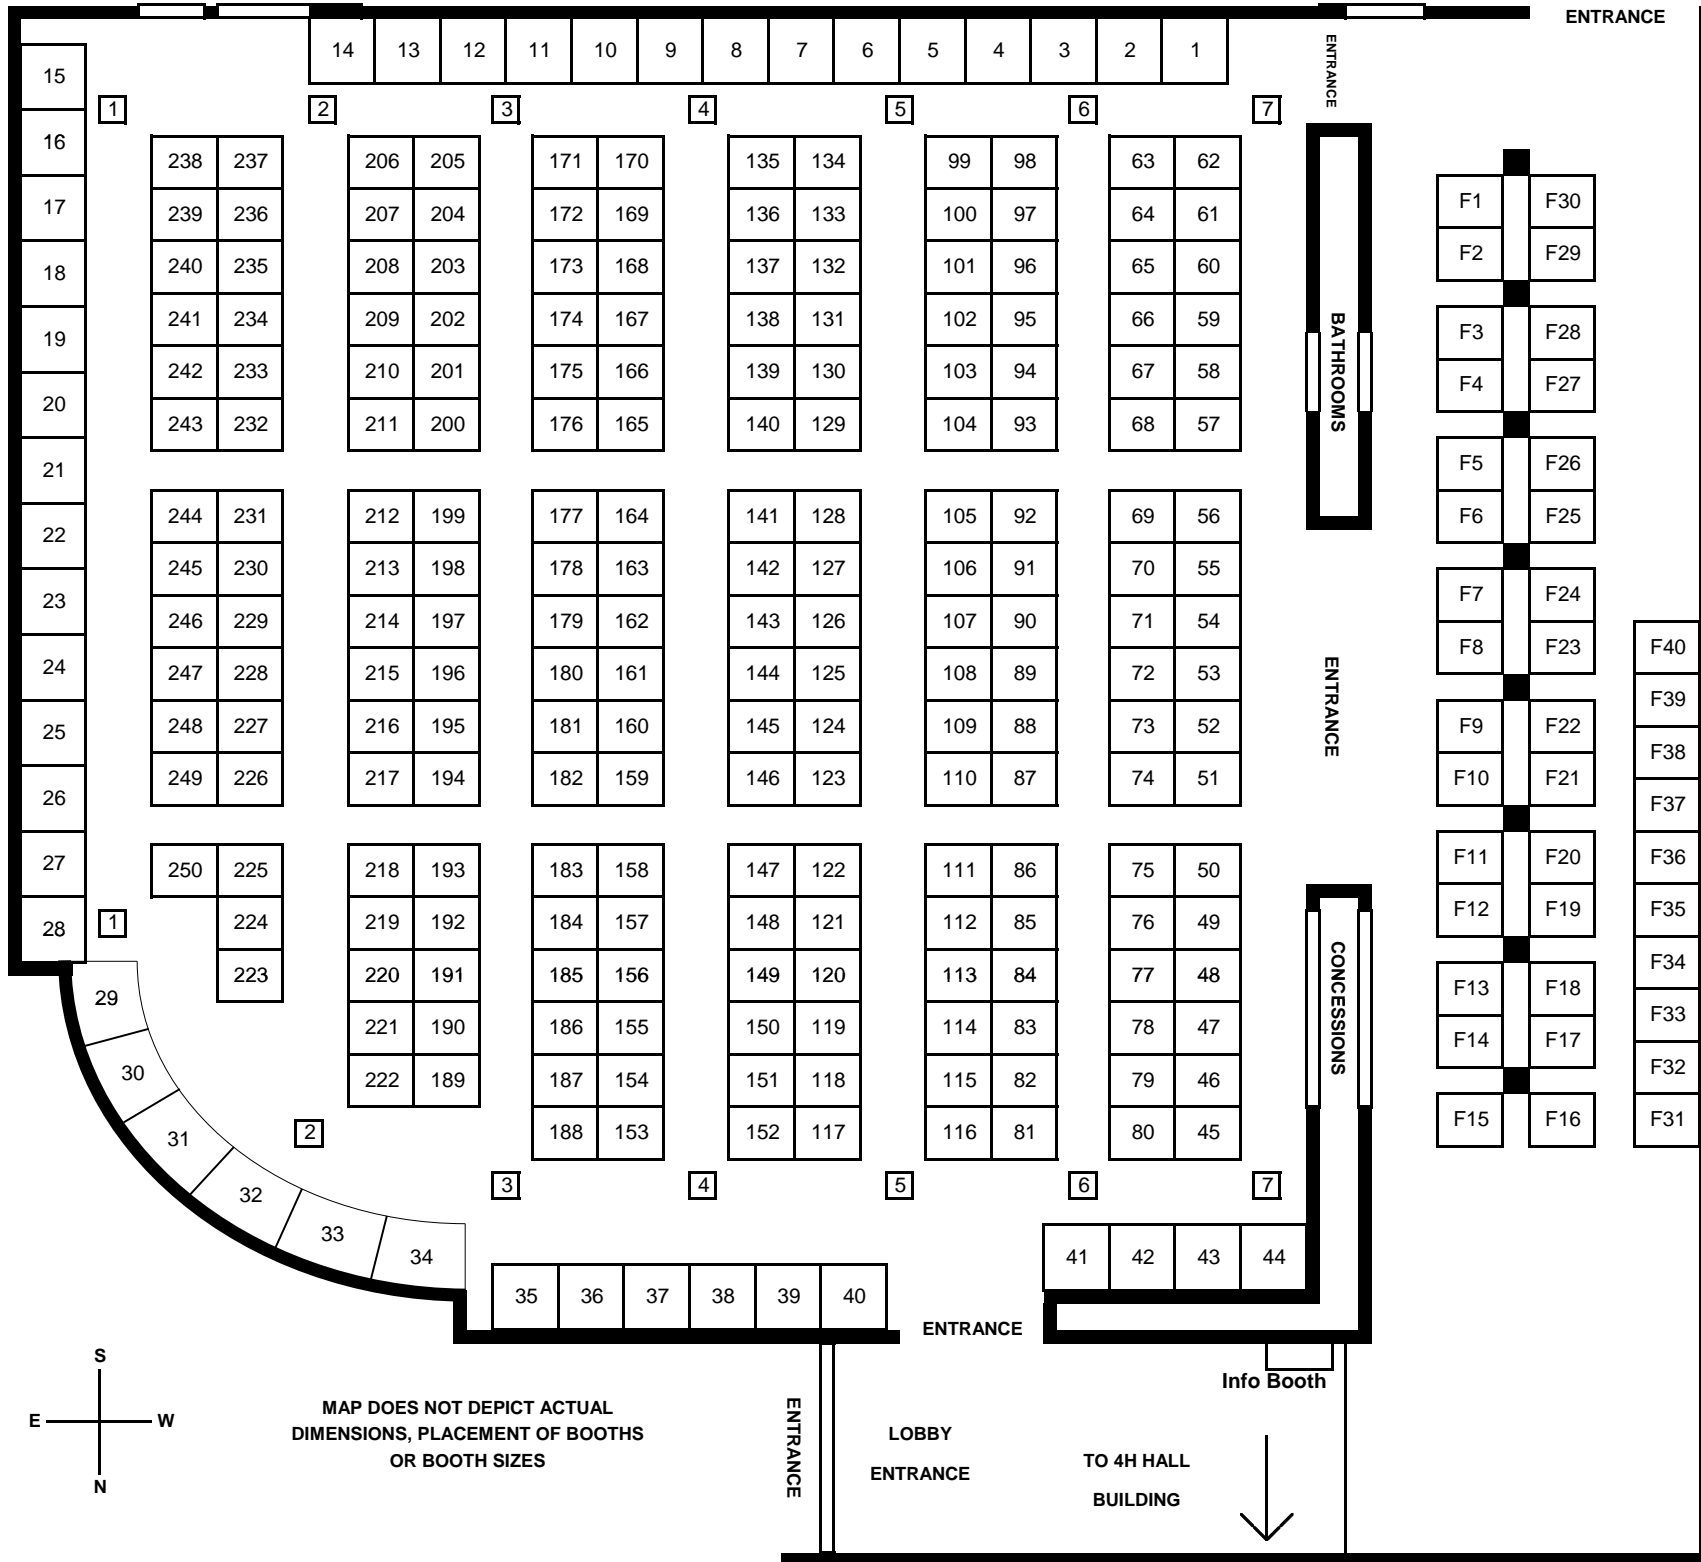 ENTRANCE
14 13 12 11 10 9 8 7 6 5 4 3 2 1
ENTRANCE
15
1 2 3 4 5 6 7
16
238 237 206 205 171 170 135 134 99 98 63 62
17
239 236 207 204 172 169 136 133 100 97 64 61 F1 F30
18
240 235 208 203 173 168 137 132 101 96 65 60 F2 F29
19
241 234 209 202 174 167 138 131 102 95 66 59 F3 F28
BATHROOMS
20
242 233 210 201 175 166 139 130 103 94 67 58 F4 F27
243 232 211 200 176 165 140 129 104 93 68 57
21
F5 F26
22
244 231 212 199 177 164 141 128 105 92 69 56 F6 F25
23
245 230 213 198 178 163 142 127 106 91 70 55 F7 F24
24
246 229 214 197 179 162 143 126 107 90 71 54 F8 F23 F40
247 228 215 196 180 161 144 125 108 89 72 53
ENTRANCE
F39
25
248 227 216 195 181 160 145 124 109 88 73 52 F9 F22 F38
26
249 226 217 194 182 159 146 123 110 87 74 51 F10 F21 F37
27
250 225 218 193 183 158 147 122 111 86 75 50 F11 F20 F36
28
1
224 219 192 184 157 148 121 112 85 76 49 F12 F19 F35
29
223 220 191 185 156 149 120 113 84 77 48 F13 F18 F34
CONCESSIONS
221 190 186 155 150 119 114 83 78 47 F14 F17 F33
30
222 189 187 154 151 118 115 82 79 46 F32
31
2
188 153 152 117 116 81 80 45 F15 F16 F31
32
3 4 5 6 7
33
34
41 42 43 44
35 36 37 38 39 40
ENTRANCE
S
E W
N
MAP DOES NOT DEPICT ACTUAL
DIMENSIONS, PLACEMENT OF BOOTHS
OR BOOTH SIZES
ENTRANCE
LOBBY
ENTRANCE
Info Booth
TO 4H HALL
BUILDING